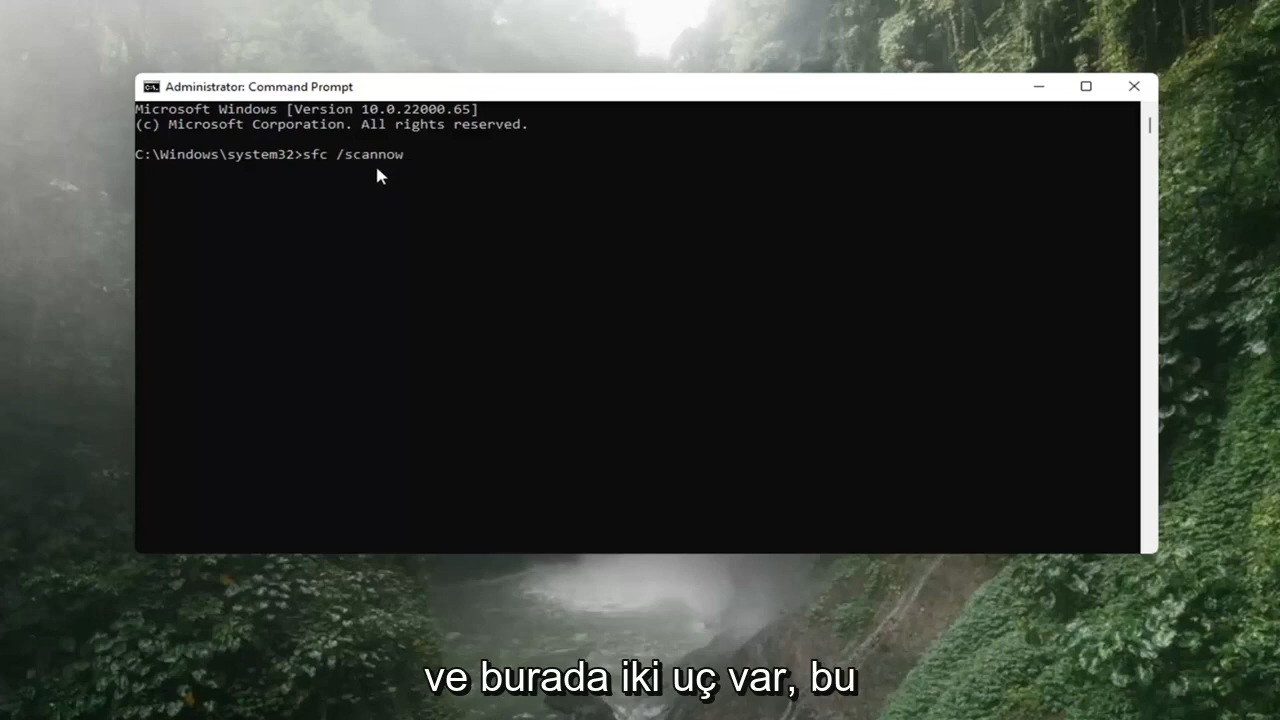 Administrator: Command Prompt
Microsoft Windows [Version 10.0.22000.65]
(c) Microsoft Corporation. All rights reserved.
C:\Windows\system32>sfc /scannow
ve burada iki uç var, bu